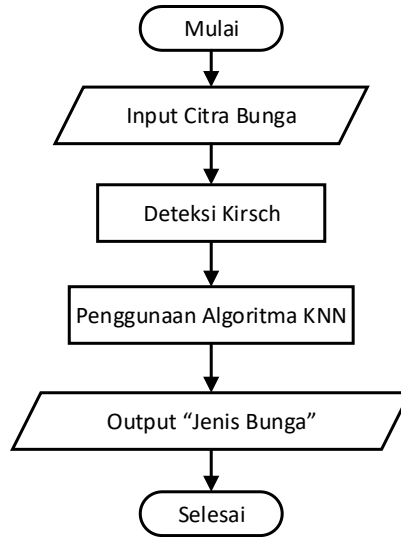 Mulai
Input Citra Bunga
Deteksi Kirsch
Penggunaan Algoritma KNN
Output “Jenis Bunga”
Selesai